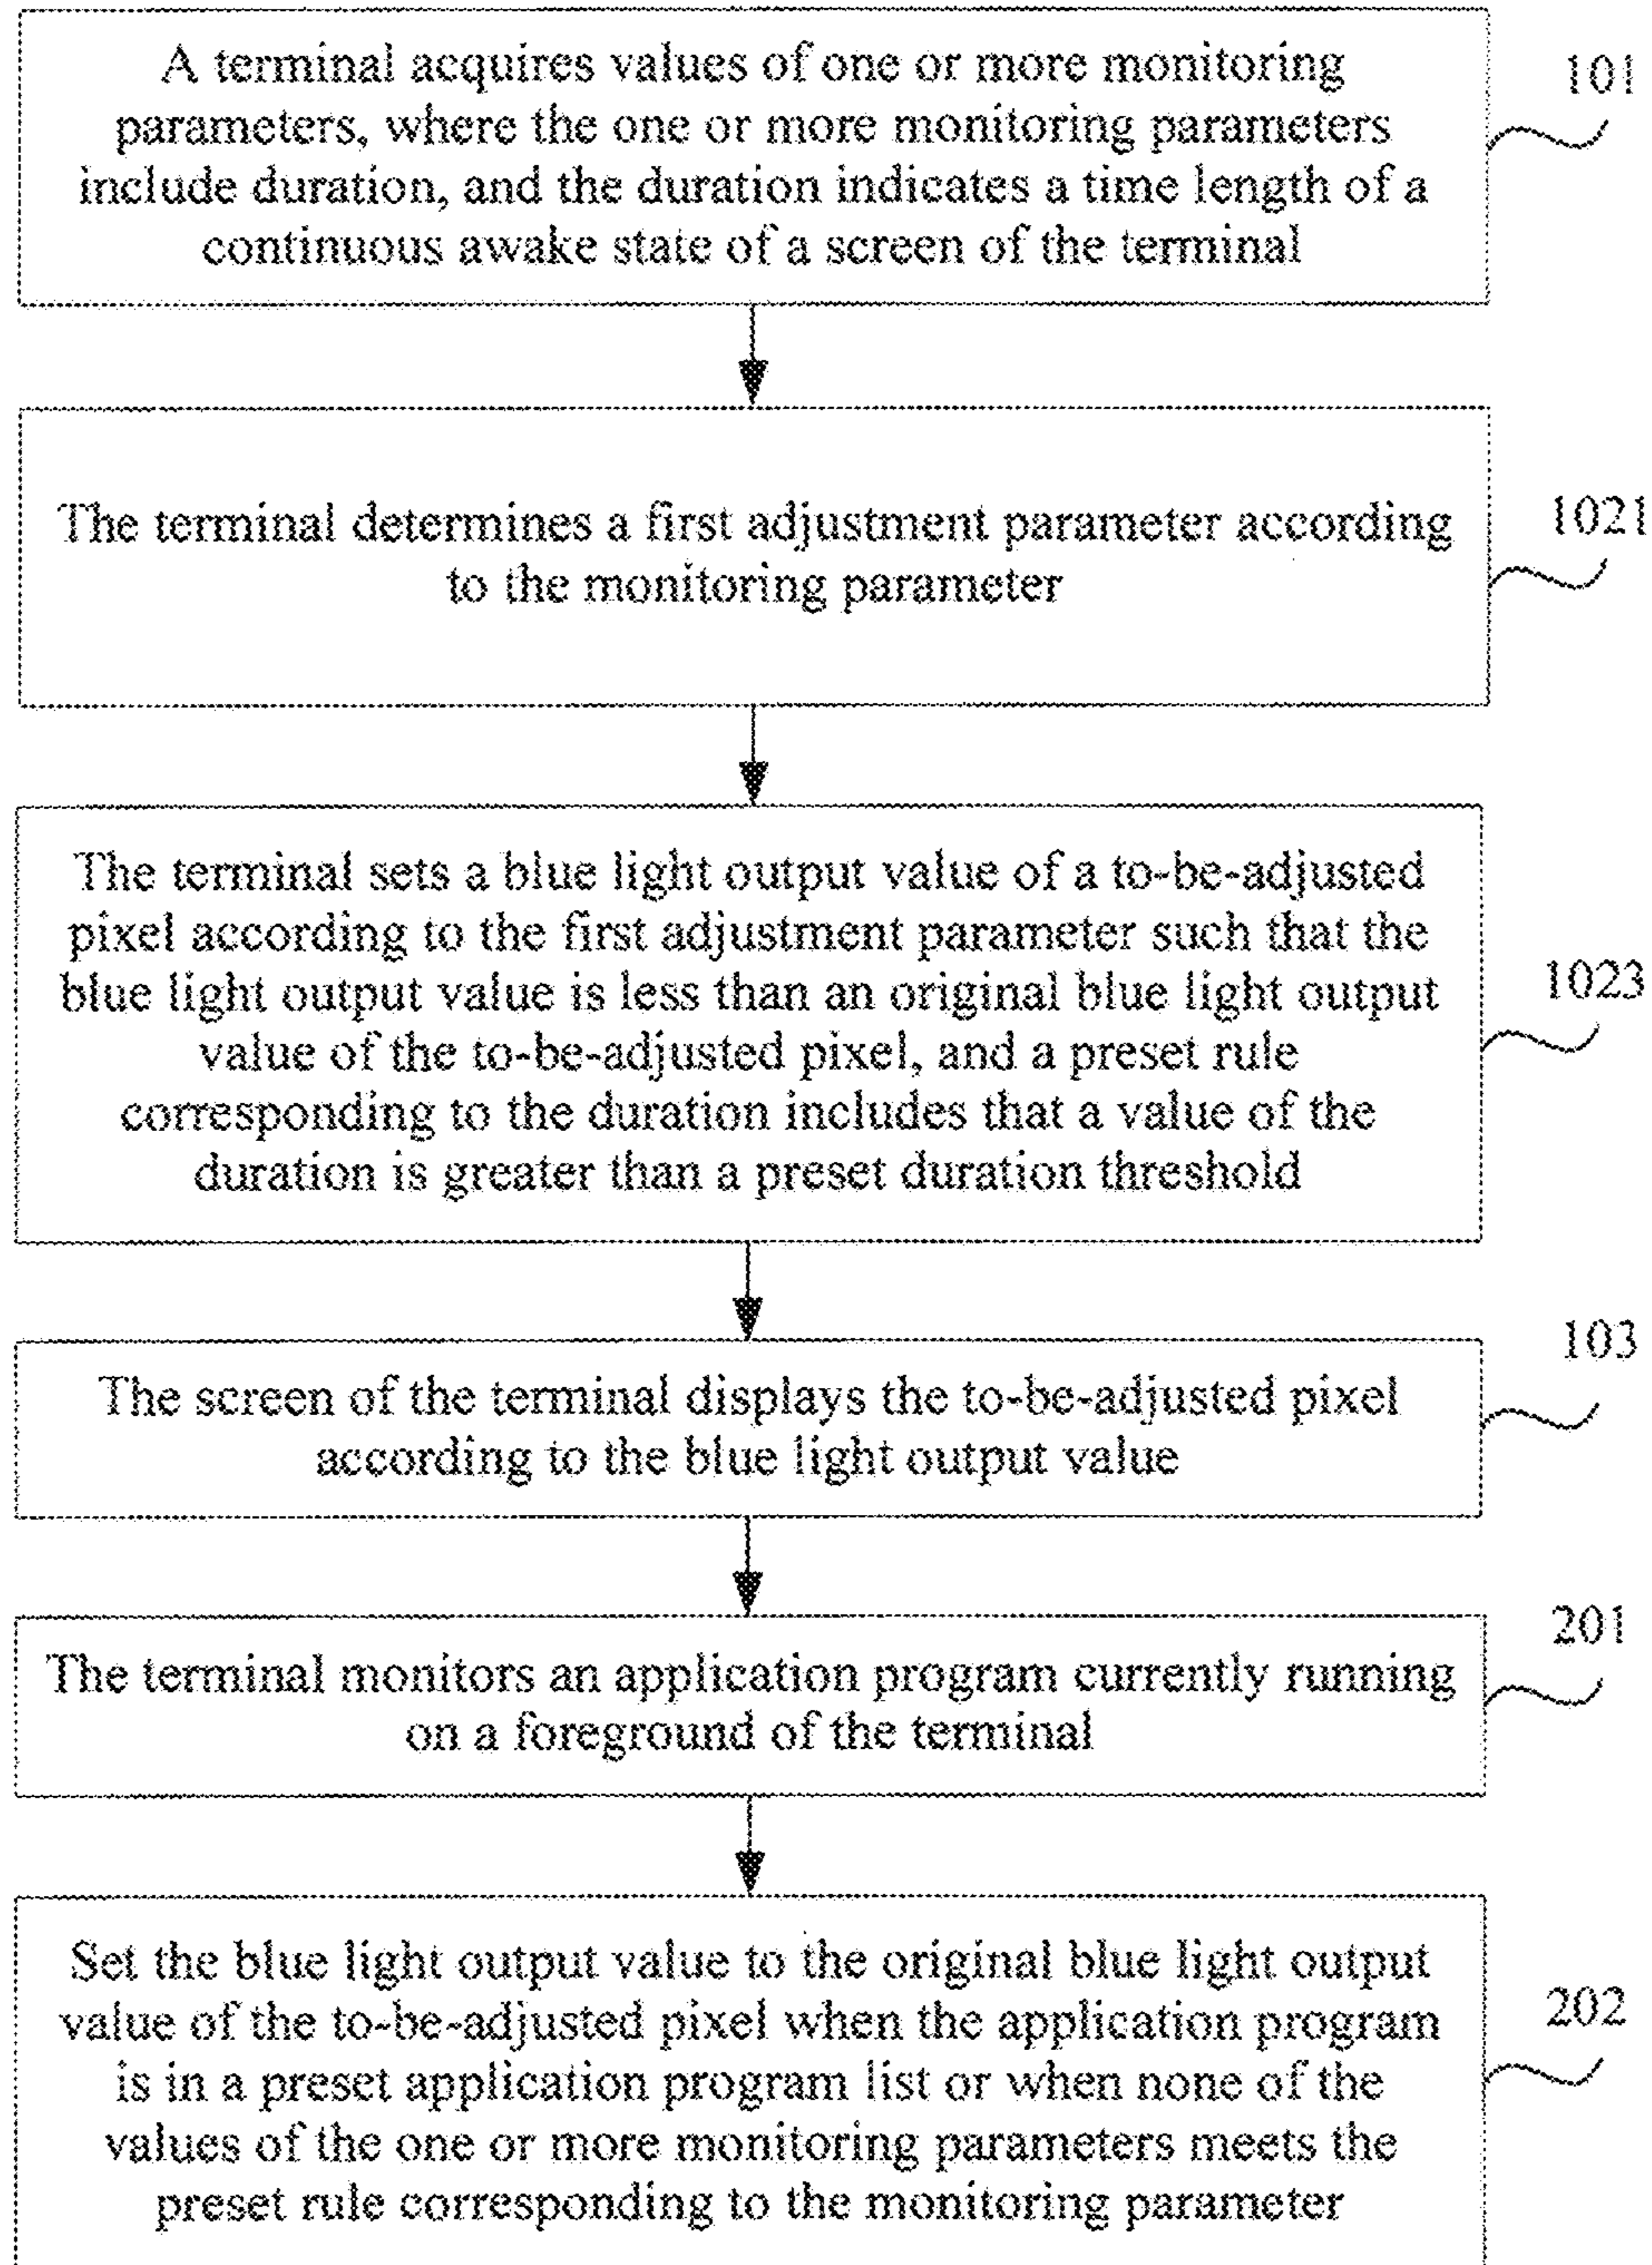 A terminal acquires values of one or more monitoring
parameters, where the one or more monitoring parameters
include duration, and the duration indicates a time length of a
continuous awake state of a screen of the terminal
101
The terminal determines a first adjustment parameter according
to the monitoring parameter
1021
The terminal sets a blue light output value of a to-be-adjusted
pixel according to the first adjustment parameter such that the
blue light output value is less than an original blue light output
value of the to-be-adjusted pixel, and a preset rule
corresponding to the duration includes that a value of the
duration is greater than a preset duration threshold
1023
The screen of the terminal displays the to-be-adjusted pixel
according to the blue light output value
103
The terminal monitors an application program currently running
on a foreground of the terminal
201
Set the blue light output value to the original blue light output
value of the to-be-adjusted pixel when the application program
is in a preset application program list or when none of the
values of the one or more monitoring parameters meets the
preset rule corresponding to the monitoring parameter
202